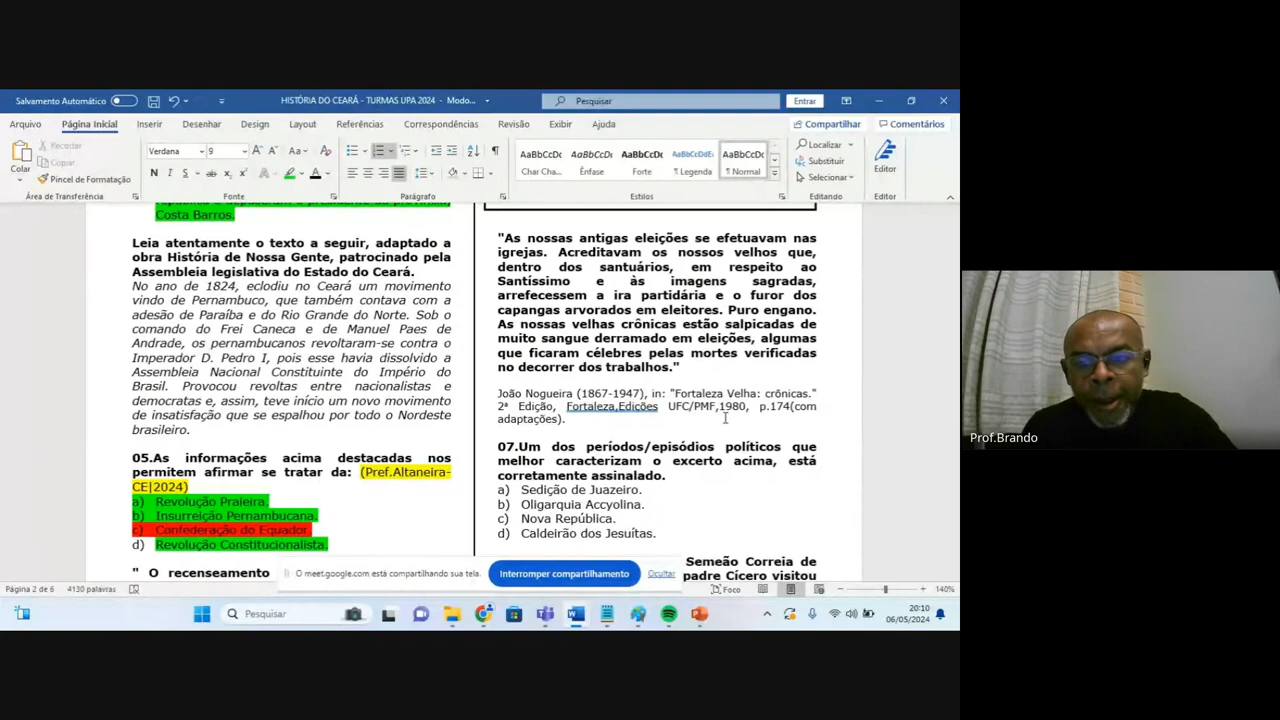 Salvamento Automático
HISTÓRIA DO CEARÁ - TURMAS UPA 2024 - Modo...
Pesquisar
Entrar
Arquivo Página Inicial Inserir Desenhar Design Layout Referências Correspondências Revisão Exibir Ajuda
Compartilhar Comentários
Colar
Recortar
Copiar
Pincel de Formatação
Verdana 9
AaBbCcDc AaBbCcDc AaBbCcDc AaBbCcDdE AaBbCcDc
Char Cha... Ênfase Forte ¶ Legenda ¶ Normal
Localizar
Substituir
Selecionar
Editor
Área de Transferência Fonte Parágrafo Estilos Editando Editor
Costa Barros.
Leia atentamente o texto a seguir, adaptado a
obra História de Nossa Gente, patrocinado pela
Assembleia legislativa do Estado do Ceará.
No ano de 1824, eclodiu no Ceará um movimento
vindo de Pernambuco, que também contava com a
adesão de Paraíba e do Rio Grande do Norte. Sob o
comando do Frei Caneca e de Manuel Paes de
Andrade, os pernambucanos revoltaram-se contra o
Imperador D. Pedro I, pois esse havia dissolvido a
Assembleia Nacional Constituinte do Império do
Brasil. Provocou revoltas entre nacionalistas e
democratas e, assim, teve início um novo movimento
de insatisfação que se espalhou por todo o Nordeste
brasileiro.
05.As informações acima destacadas nos
permitem afirmar se tratar da: (Pref.Altaneira-
CE|2024)
a) Revolução Praieira.
b) Insurreição Pernambucana.
c) Confederação do Equador.
d) Revolução Constitucionalista.
" O recenseamento
"As nossas antigas eleições se efetuavam nas
igrejas. Acreditavam os nossos velhos que,
dentro dos santuários, em respeito ao
Santíssimo e às imagens sagradas,
arrefecessem a ira partidária e o furor dos
capangas arvorados em eleitores. Puro engano.
As nossas velhas crônicas estão salpicadas de
muito sangue derramado em eleições, algumas
que ficaram célebres pelas mortes verificadas
no decorrer dos trabalhos."
João Nogueira (1867-1947), in: "Fortaleza Velha: crônicas."
2ª Edição, Fortaleza,Edições UFC/PMF,1980, p.174(com
adaptações).
07.Um dos períodos/episódios políticos que
melhor caracterizam o excerto acima, está
corretamente assinalado.
a) Sedição de Juazeiro.
b) Oligarquia Accyolina.
c) Nova República.
d) Caldeirão dos Jesuítas.
Semeão Correia de
padre Cícero visitou
O meet.google.com está compartilhando sua tela.
Interromper compartilhamento
Ocultar
Página 2 de 6 4130 palavras
Foco
140%
Pesquisar
20:10
06/05/2024
Prof.Brando